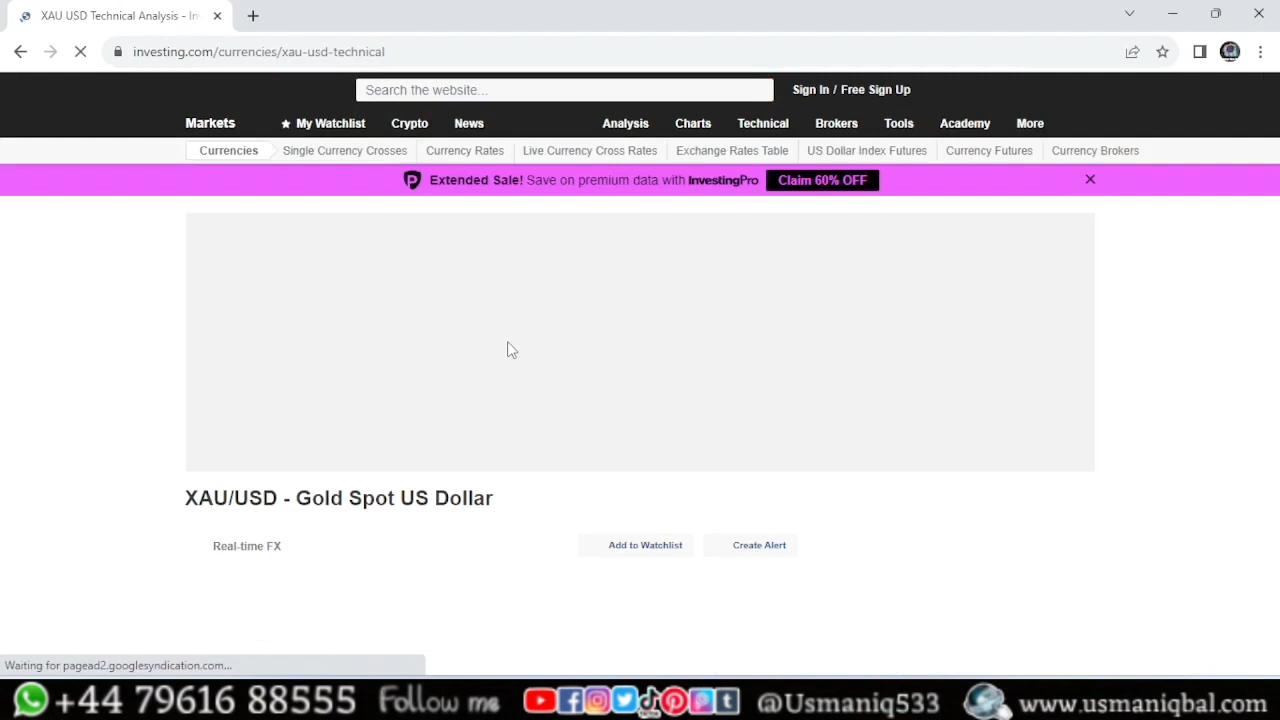 XAU USD Technical Analysis - In
investing.com/currencies/xau-usd-technical
Search the website...
Sign In / Free Sign Up
Markets My Watchlist Crypto News Analysis Charts Technical Brokers Tools Academy More
Currencies Single Currency Crosses Currency Rates Live Currency Cross Rates Exchange Rates Table US Dollar Index Futures Currency Futures Currency Brokers
Extended Sale! Save on premium data with InvestingPro Claim 60% OFF
XAU/USD - Gold Spot US Dollar
Real-time FX Add to Watchlist Create Alert
Waiting for pagead2.googlesyndication.com...
+44 79616 88555 Follow me @Usmaniq533 www.usmaniqbal.com